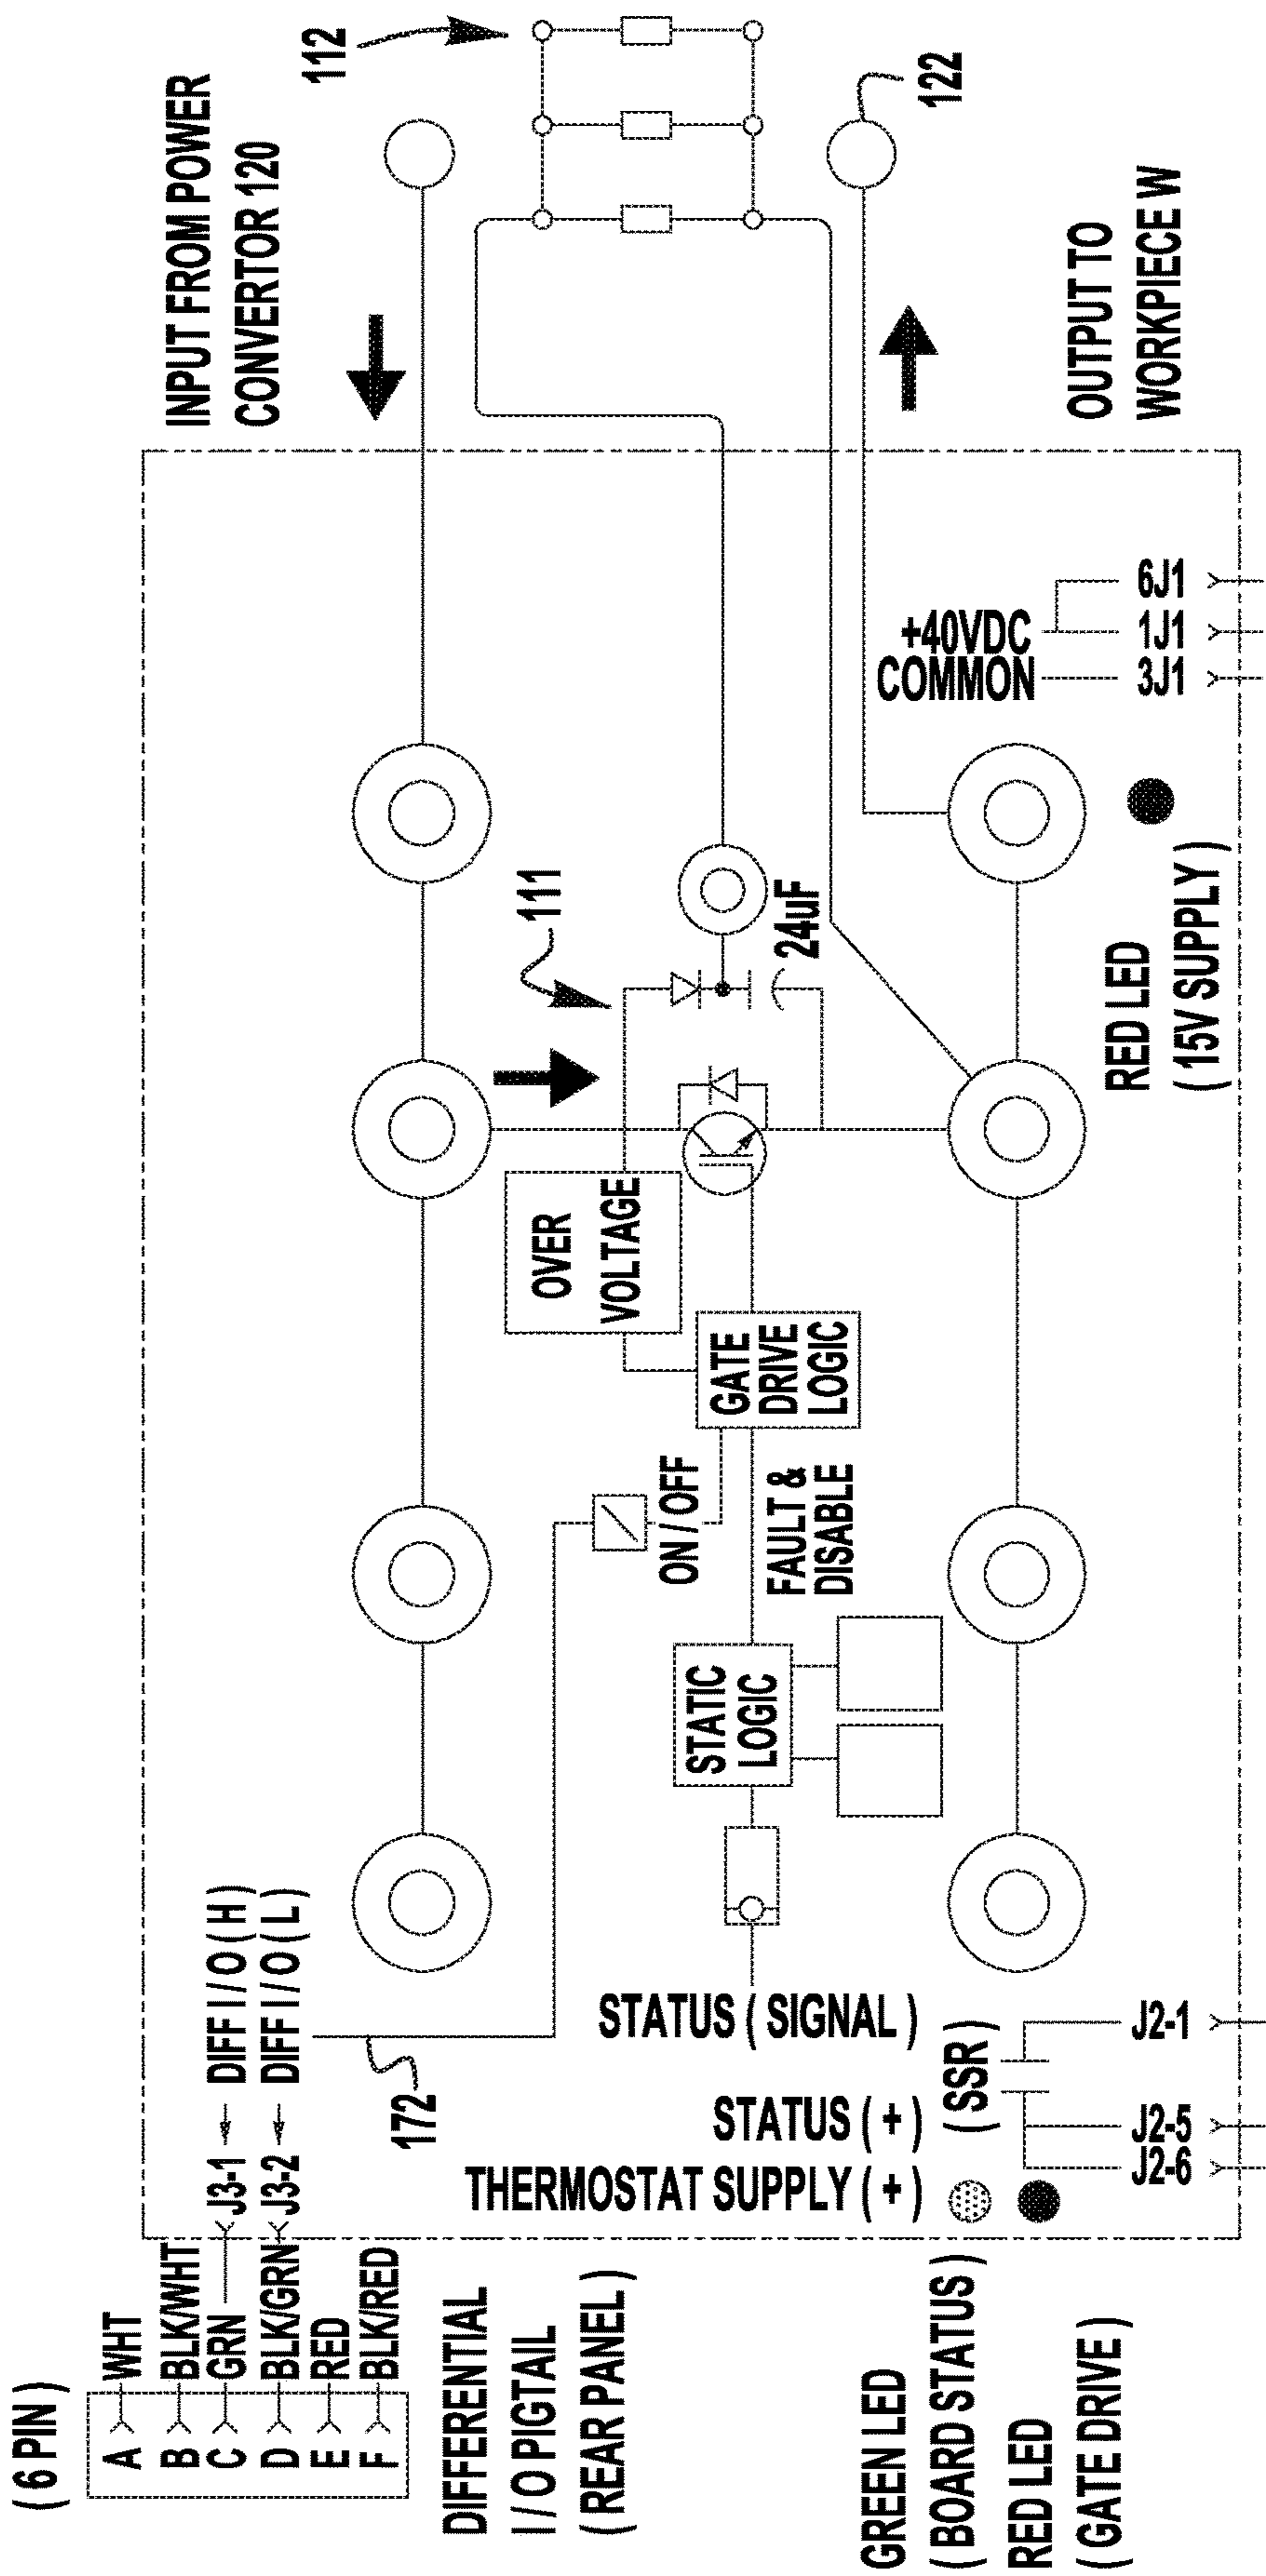 ( 6 PIN )
A WHT
B BLK/WHT
C GRN J3-1 DIFF I / O ( H )
D BLK/GRN J3-2 DIFF I / O ( L )
E RED
F BLK/RED
DIFFERENTIAL
I / O PIGTAIL
( REAR PANEL )
172
INPUT FROM POWER
CONVERTOR 120
112
122
111
OVER
VOLTAGE
24uF
GATE
DRIVE
LOGIC
ON / OFF
FAULT &
DISABLE
STATIC
LOGIC
STATUS ( SIGNAL )
STATUS ( + )
THERMOSTAT SUPPLY ( + )
( SSR )
J2-1
J2-5
J2-6
GREEN LED
( BOARD STATUS )
RED LED
( GATE DRIVE )
RED LED
( 15V SUPPLY )
+40VDC
COMMON
6J1
1J1
3J1
OUTPUT TO
WORKPIECE W